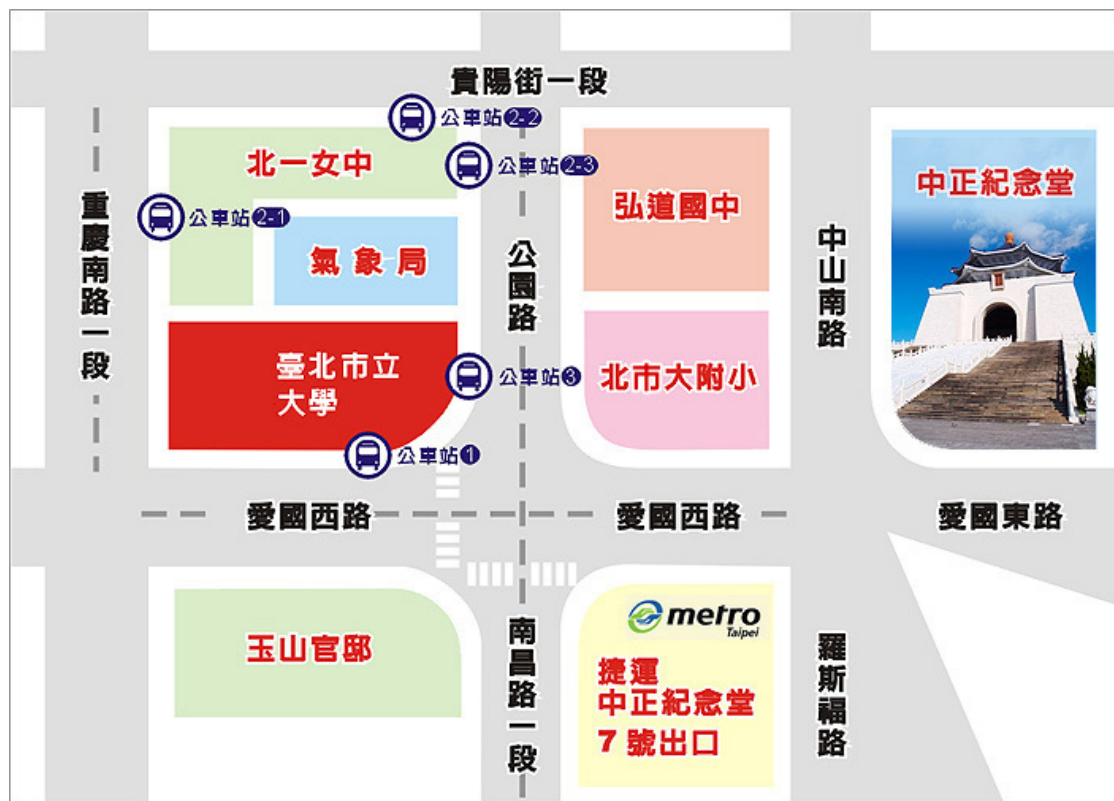 貴陽街一段
公車站2-2
北一女中
公車站2-3
弘道國中
中正紀念堂
公車站2-1
重慶南路一段
氣象局
公園路
中山南路
臺北市立
大學
公車站3
北市大附小
公車站1
愛國西路
愛國西路
愛國東路
玉山官邸
南昌路一段
metro
Taipei
捷運
中正紀念堂
7號出口
羅斯福路